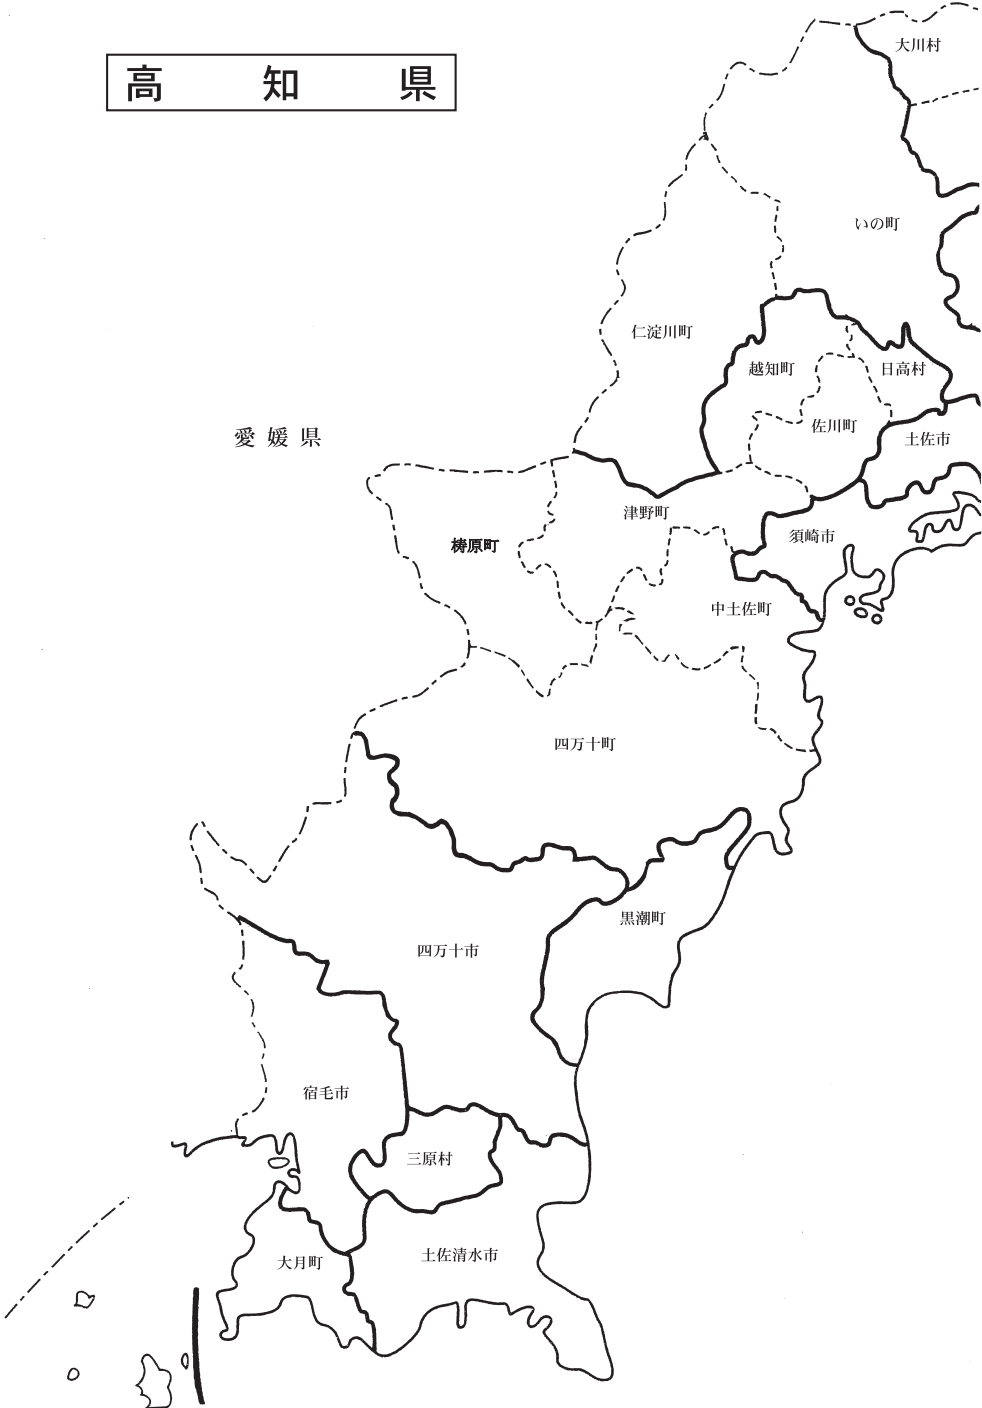 高知県
大川村
いの町
仁淀川町
越知町
日高村
佐川町
愛媛県
土佐市
津野町
須崎市
梼原町
中土佐町
四万十町
黒潮町
四万十市
宿毛市
三原村
土佐清水市
大月町